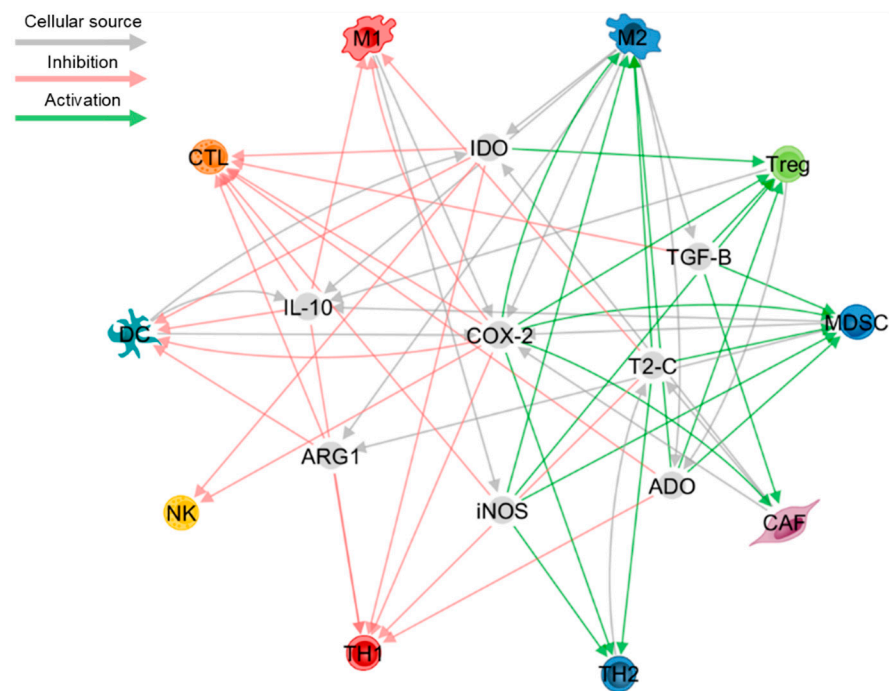 Cellular source
Inhibition
Activation
M1
M2
CTL
IDO
Treg
TGF-B
IL-10
DC
COX-2
MDSC
T2-C
ARG1
ADO
NK
iNOS
CAF
TH1
TH2